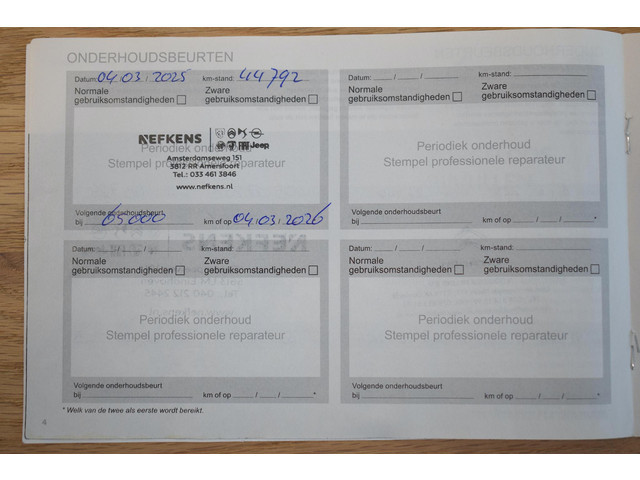 ONDERHOUDSBEURTEN
Datum: 04.03.2025 km-stand: 44792
Normale gebruiksomstandigheden
Zware gebruiksomstandigheden
NEFKENS
Jeep
Periodiek onderhoud
Amsterdamseweg 151
Stempel professionele reparateur
3812 RR Amersfoort
Tel.: 033 461 3846
www.nefkens.nl
Volgende onderhoudsbeurt
bij 65.000 km of op 04.03.2026
Datum: / / km-stand:
Normale gebruiksomstandigheden
Zware gebruiksomstandigheden
Periodiek onderhoud
Stempel professionele reparateur
Volgende onderhoudsbeurt
bij km of op / / *
Datum: / / km-stand:
Normale gebruiksomstandigheden
Zware gebruiksomstandigheden
Periodiek onderhoud
Stempel professionele reparateur
Volgende onderhoudsbeurt
bij km of op / / *
Datum: / / km-stand:
Normale gebruiksomstandigheden
Zware gebruiksomstandigheden
Periodiek onderhoud
Stempel professionele reparateur
Volgende onderhoudsbeurt
bij km of op / / *
* Welk van de twee als eerste wordt bereikt.
4